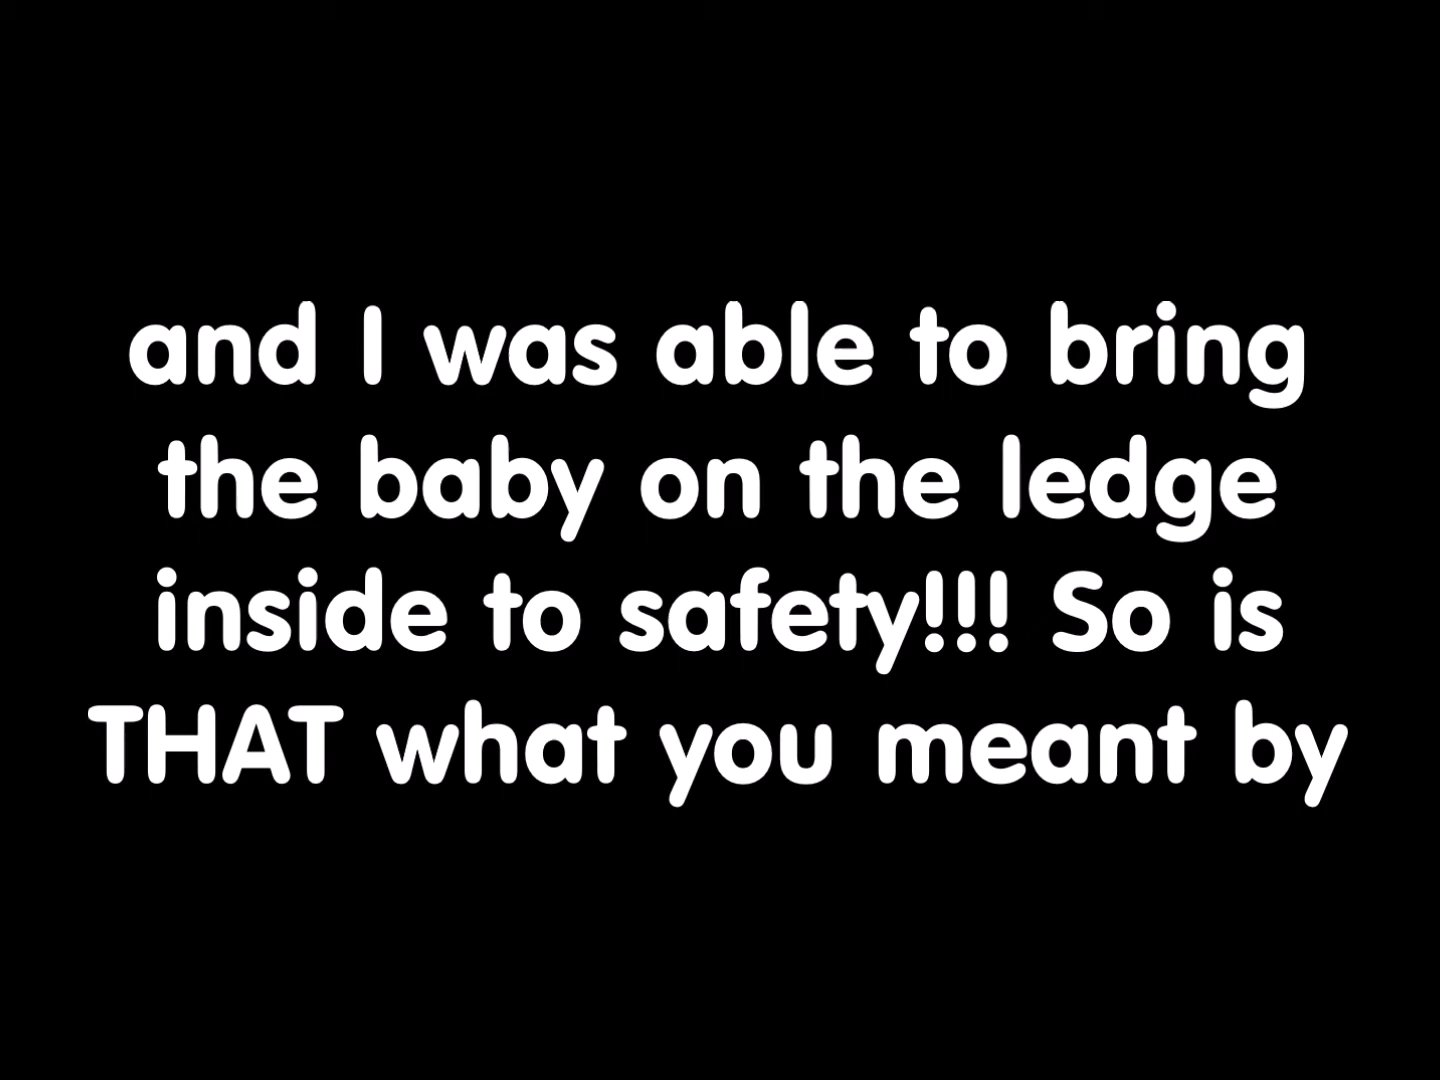 and I was able to bring
the baby on the ledge
inside to safety!!! So is
THAT what you meant by